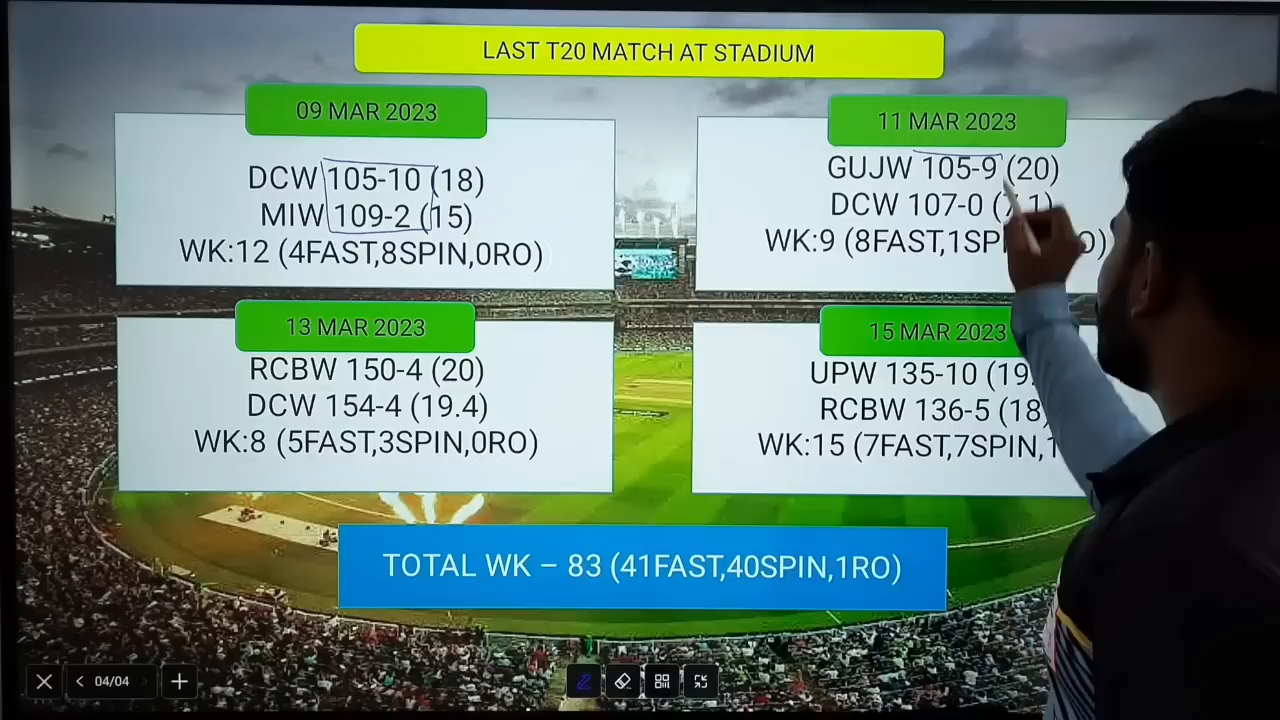 LAST T20 MATCH AT STADIUM
09 MAR 2023
DCW 105-10 (18)
MIW 109-2 (15)
WK:12 (4FAST,8SPIN,0RO)
11 MAR 2023
GUJW 105-9 (20)
DCW 107-0 (7.1)
WK:9 (8FAST,1SP
13 MAR 2023
RCBW 150-4 (20)
DCW 154-4 (19.4)
WK:8 (5FAST,3SPIN,0RO)
15 MAR 2023
UPW 135-10 (19.
RCBW 136-5 (18
WK:15 (7FAST,7SPIN,1
TOTAL WK – 83 (41FAST,40SPIN,1RO)
04/04